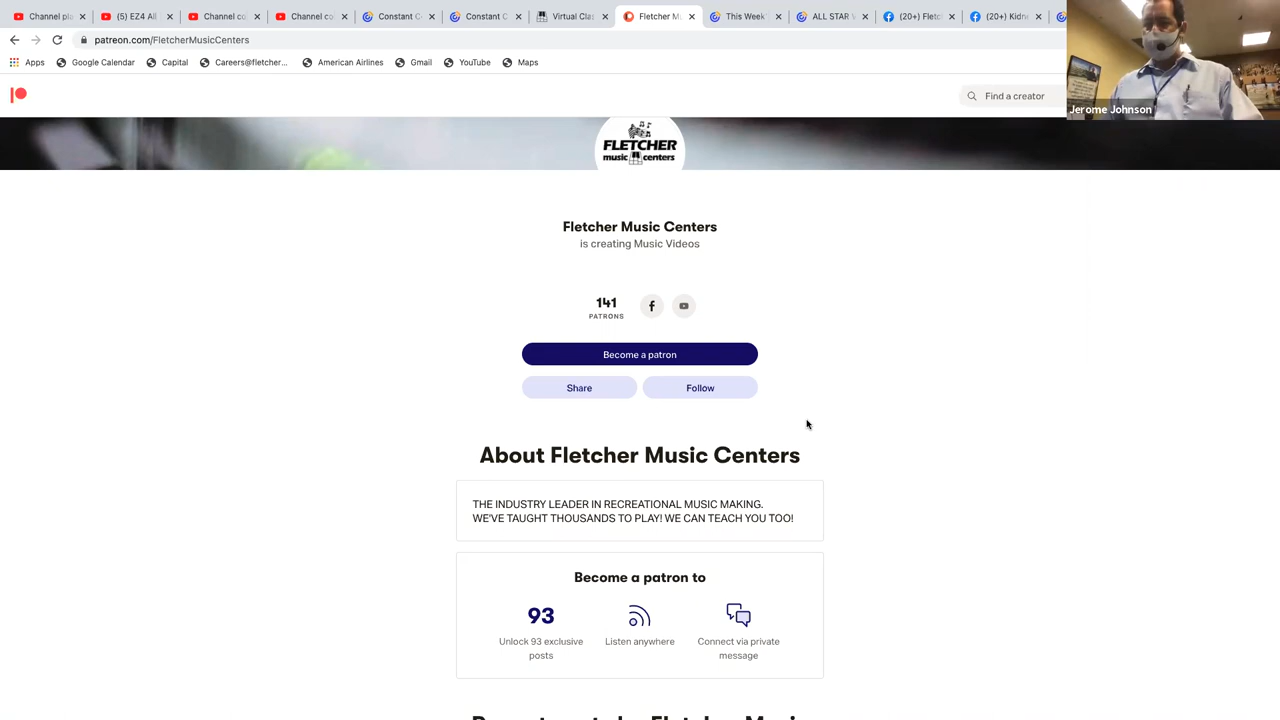 Channel pl
(5) EZ4 All
Channel co
Channel co
Constant C
Constant C
Virtual Cla
Fletcher M
This Week
ALL STAR
(20+) Fletc
(20+) Kidn
patreon.com/FletcherMusicCenters
Apps
Google Calendar
Capital
Careers@fletcher...
American Airlines
Gmail
YouTube
Maps
Find a creator
Jerome Johnson
FLETCHER
music centers
Fletcher Music Centers
is creating Music Videos
141
PATRONS
Become a patron
Share
Follow
About Fletcher Music Centers
THE INDUSTRY LEADER IN RECREATIONAL MUSIC MAKING.
WE'VE TAUGHT THOUSANDS TO PLAY! WE CAN TEACH YOU TOO!
Become a patron to
93
Unlock 93 exclusive
posts
Listen anywhere
Connect via private
message